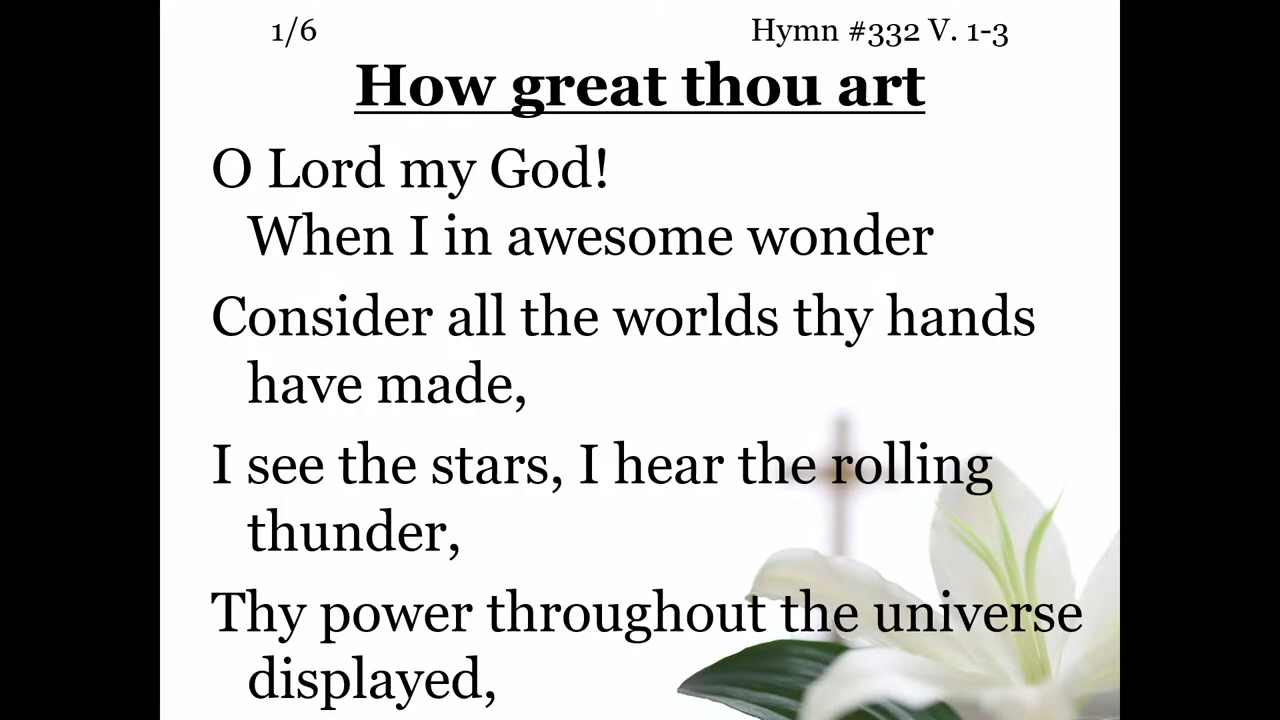 1/6 Hymn #332 V. 1-3
How great thou art
O Lord my God!
When I in awesome wonder
Consider all the worlds thy hands
have made,
I see the stars, I hear the rolling
thunder,
Thy power throughout the universe
displayed,